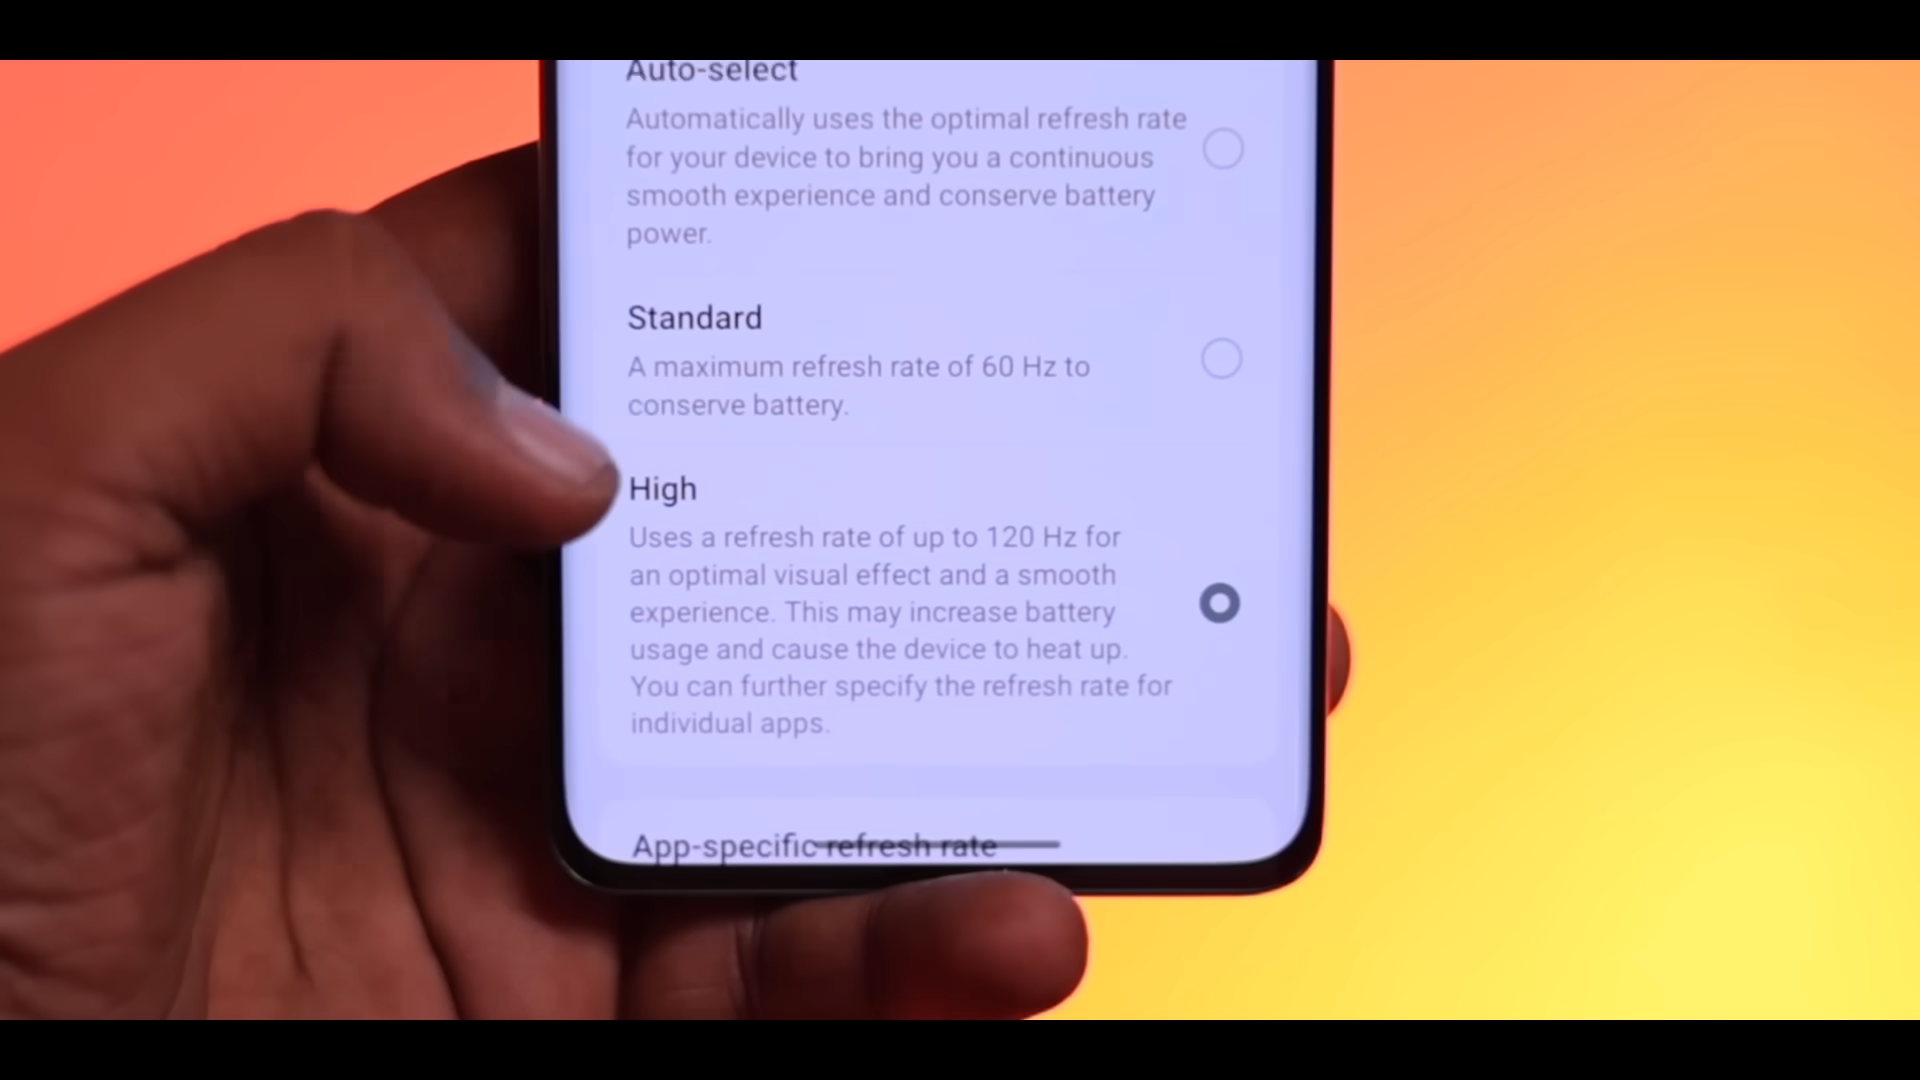 Auto-select
Automatically uses the optimal refresh rate
for your device to bring you a continuous
smooth experience and conserve battery
power.
Standard
A maximum refresh rate of 60 Hz to
conserve battery.
High
Uses a refresh rate of up to 120 Hz for
an optimal visual effect and a smooth
experience. This may increase battery
usage and cause the device to heat up.
You can further specify the refresh rate for
individual apps.
App-specific refresh rate